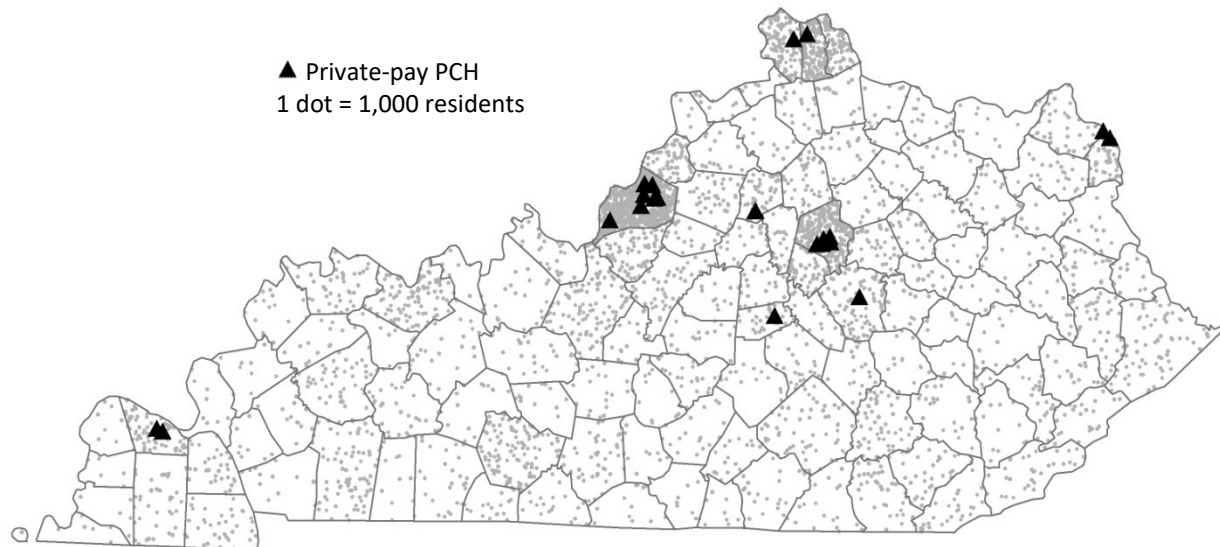 Private-pay PCH
1 dot = 1,000 residents